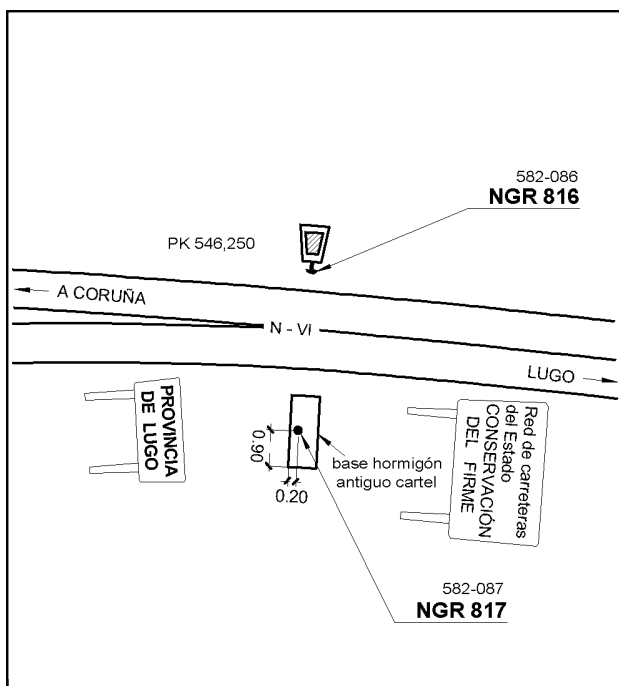 582-086
NGR 816
PK 546,250
A CORUÑA
N - VI
LUGO
PROVINCIA
DE LUGO
0.90
0.20
base hormigón
antiguo cartel
Red de carreteras
del Estado
CONSERVACIÓN
DEL FIRME
582-087
NGR 817